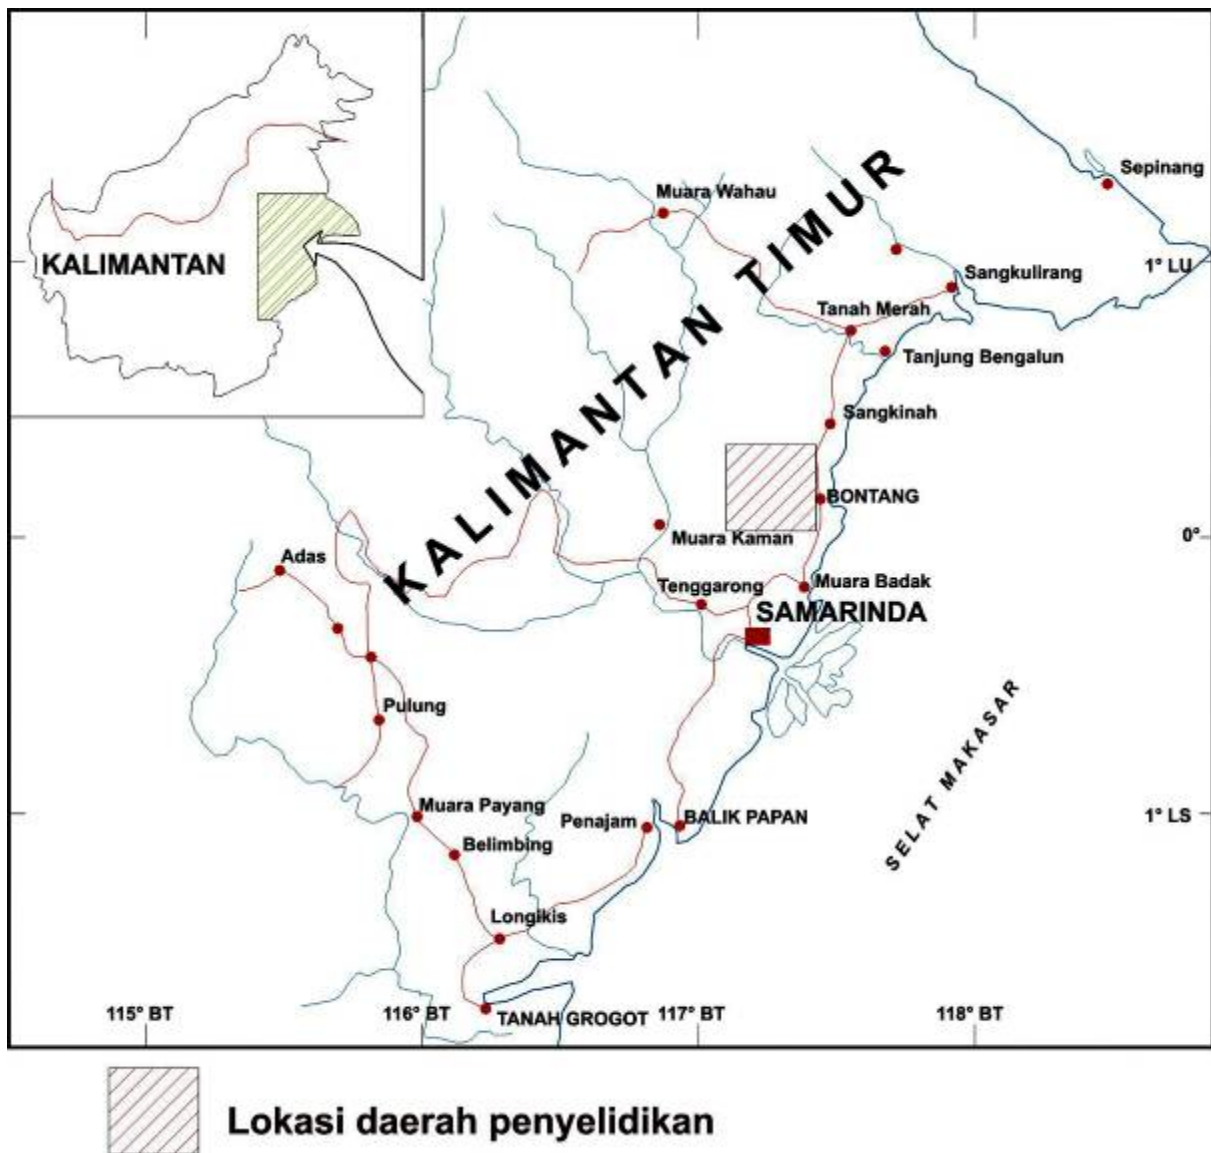 Sepinang
Muara Wahau
KALIMANTAN
1° LU
Sangkulirang
KALIMANTAN TIMUR
Tanah Merah
Tanjung Bengalun
Sangkinah
BONTANG
Muara Kaman
0°
Adas
Tenggarong
Muara Badak
SAMARINDA
Pulung
SELAT MAKASAR
Muara Payang
Penajam
BALIK PAPAN
1° LS
Belimbing
Longikis
115° BT
116° BT
117° BT
118° BT
TANAH GROGOT
Lokasi daerah penyelidikan